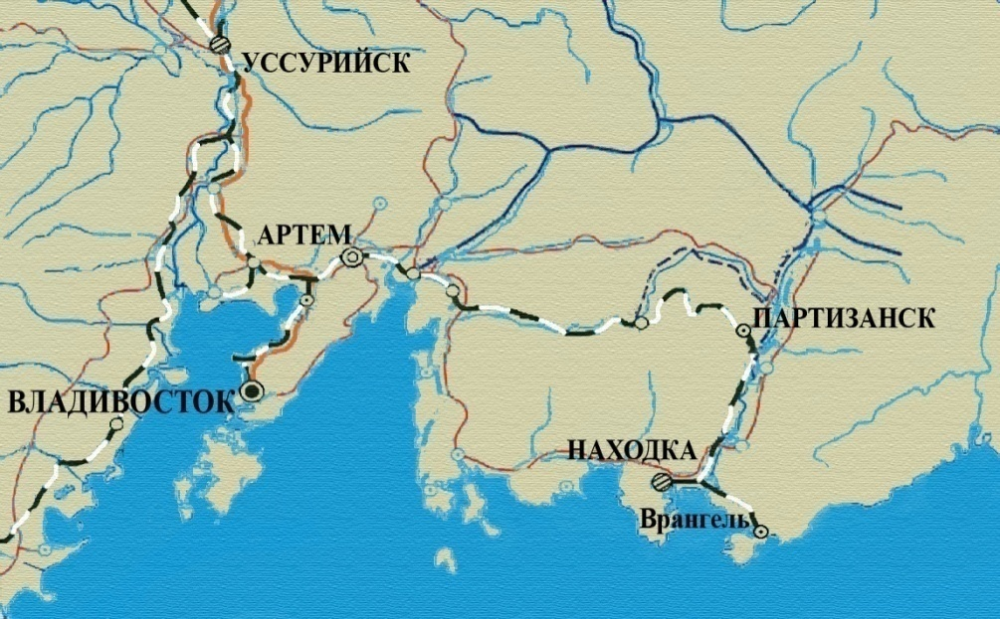 УССУРИЙСК
АРТЕМ
ПАРТИЗАНСК
ВЛАДИВОСТОК
НАХОДКА
Врангель